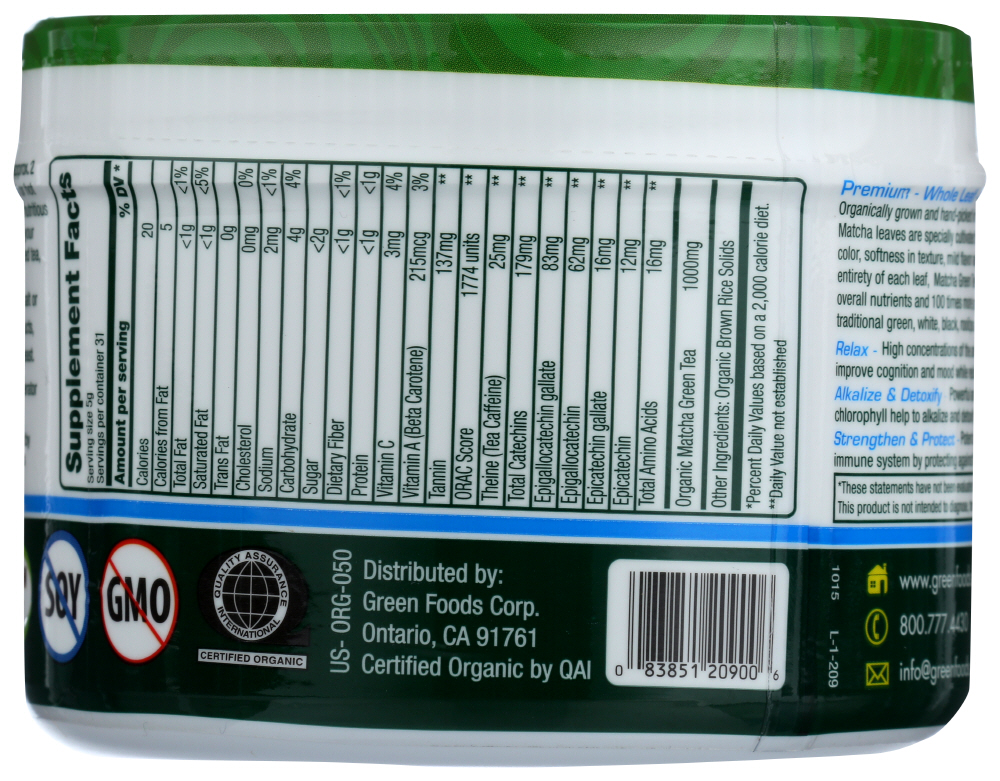 Supplement Facts
Serving size 5g
Servings per container 31
Amount per serving % DV *
Calories 20
Calories from Fat 5
Total Fat <1g <1%
Saturated Fat <1g ≤5%
Trans Fat 0g
Cholesterol 0mg 0%
Sodium 2mg <1%
Carbohydrate 4g 4%
Sugar <2g
Dietary Fiber <1g <1%
Protein <1g <1g
Vitamin C 3mg 4%
Vitamin A (Beta Carotene) 215mcg 3%
Tannin 137mg **
ORAC Score 1774 units **
Theine (Tea Caffeine) 25mg **
Total Catechins 179mg **
Epigallocatechin gallate 83mg **
Epigallocatechin 62mg **
Epicatechin gallate 16mg **
Epicatechin 12mg **
Total Amino Acids 16mg **
Organic Matcha Green Tea 1000mg
Other Ingredients: Organic Brown Rice Solids
*Percent Daily Values based on a 2,000 calorie diet.
**Daily Value not established
Premium - Whole Leaf
Organically grown and hand-picked
Matcha leaves are specially
color, softness in texture, mild
entirety of each leaf, Matcha Green
overall nutrients and 100 times more
traditional green, white, black,
Relax - High concentrations of
improve cognition and mood while
Alkalize & Detoxify
chlorophyll help to alkalize and
Strengthen & Protect -
immune system by protecting
*These statements have not been
This product is not intended to diagnose,
SOY
GMO
QUALITY ASSURANCE
INTERNATIONAL
CERTIFIED ORGANIC
US- ORG-050
Distributed by:
Green Foods Corp.
Ontario, CA 91761
Certified Organic by QAI
0 83851 20900 6
1015 L-1-209
www.greenfoods
800.777.4430
info@greenfoods